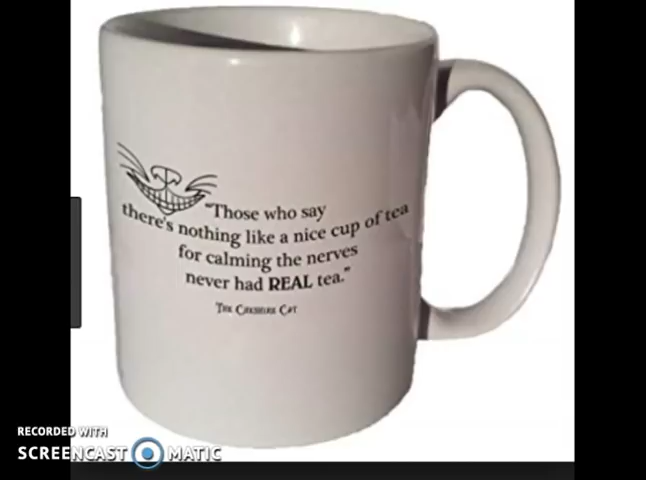 "Those who say
there's nothing like a nice cup of tea
for calming the nerves
never had REAL tea."
The Cheshire Cat
RECORDED WITH
SCREENCAST MATIC